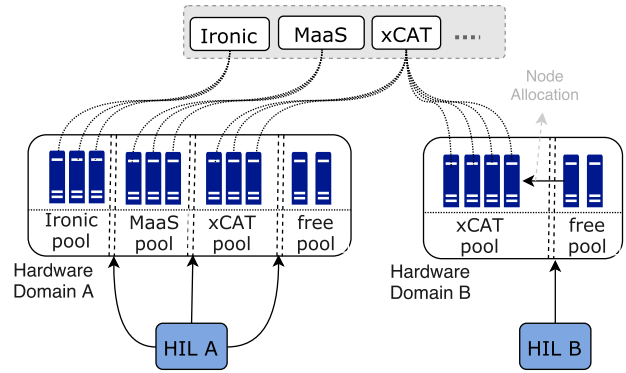 Ironic
MaaS
xCAT
Node
Allocation
Ironic
pool
MaaS
pool
xCAT
pool
free
pool
xCAT
pool
free
pool
Hardware
Domain A
Hardware
Domain B
HIL A
HIL B